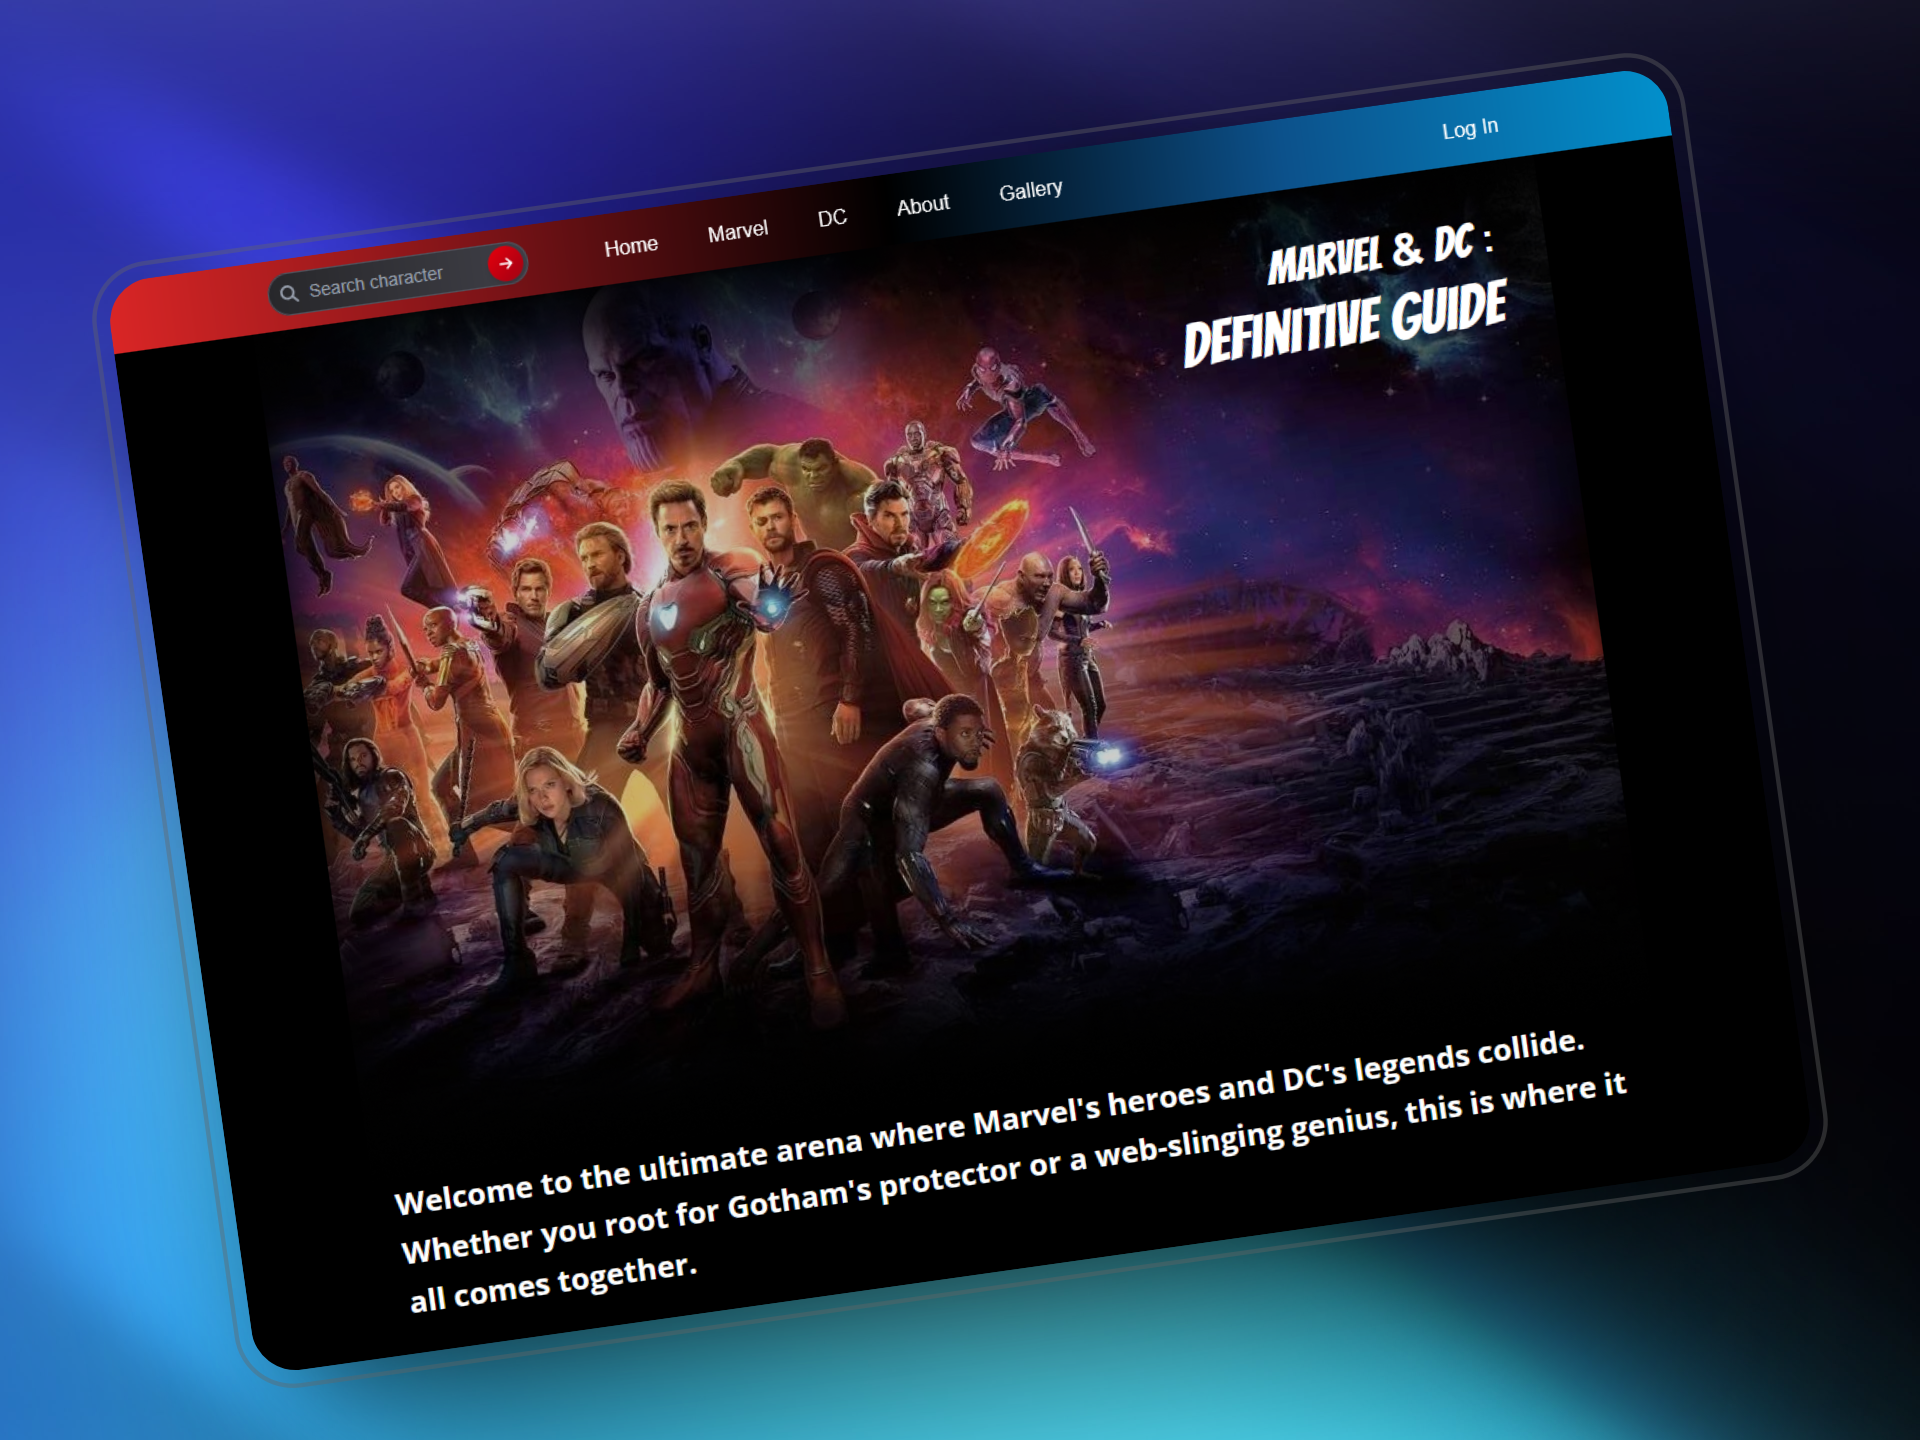 Search character
Home
Marvel
DC
About
Gallery
Log In
MARVEL & DC :
DEFINITIVE GUIDE
Welcome to the ultimate arena where Marvel's heroes and DC's legends collide.
Whether you root for Gotham's protector or a web-slinging genius, this is where it
all comes together.